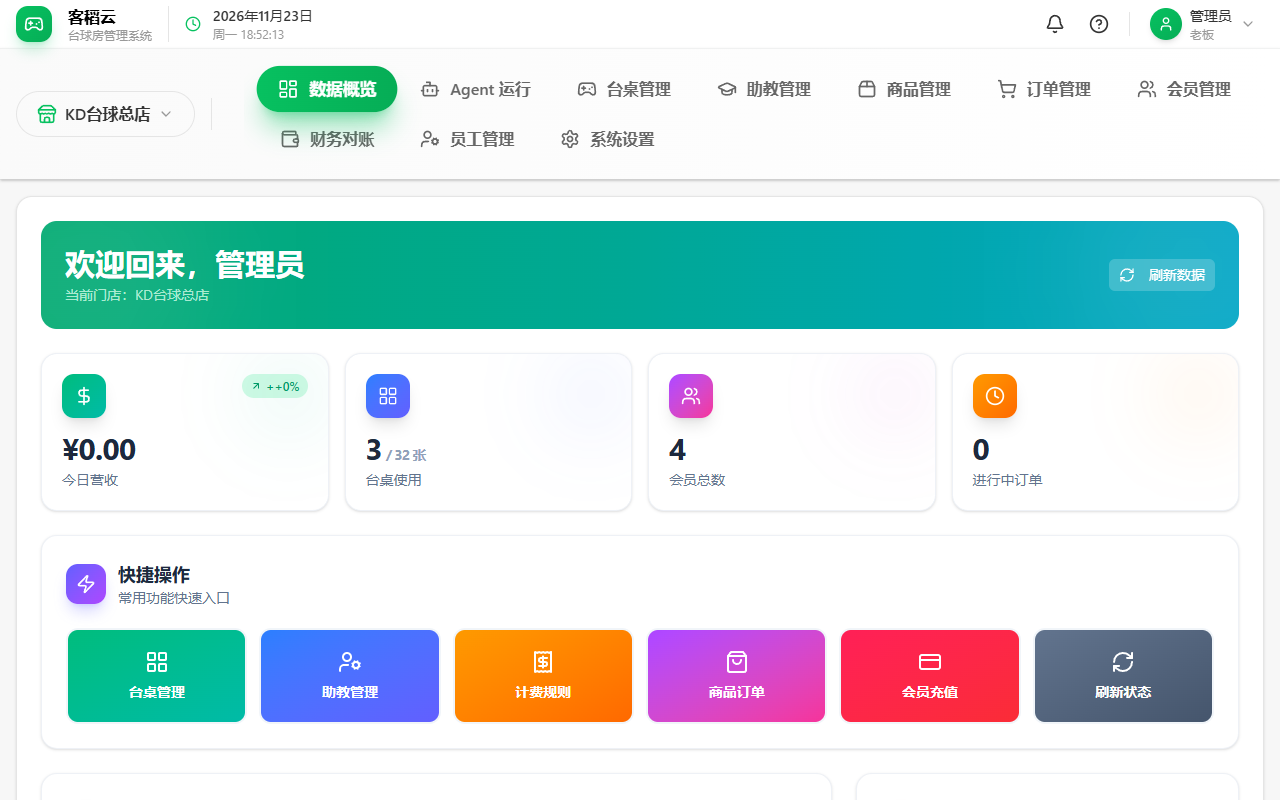 客稻云
台球房管理系统
2026年11月23日
周一 18:52:13
管理员
老板
KD台球总店
数据概览
Agent 运行
台桌管理
助教管理
商品管理
订单管理
会员管理
财务对账
员工管理
系统设置
欢迎回来，管理员
当前门店：KD台球总店
刷新数据
++0%
¥0.00
今日营收
3 / 32 张
台桌使用
4
会员总数
0
进行中订单
快捷操作
常用功能快速入口
台桌管理
助教管理
计费规则
商品订单
会员充值
刷新状态